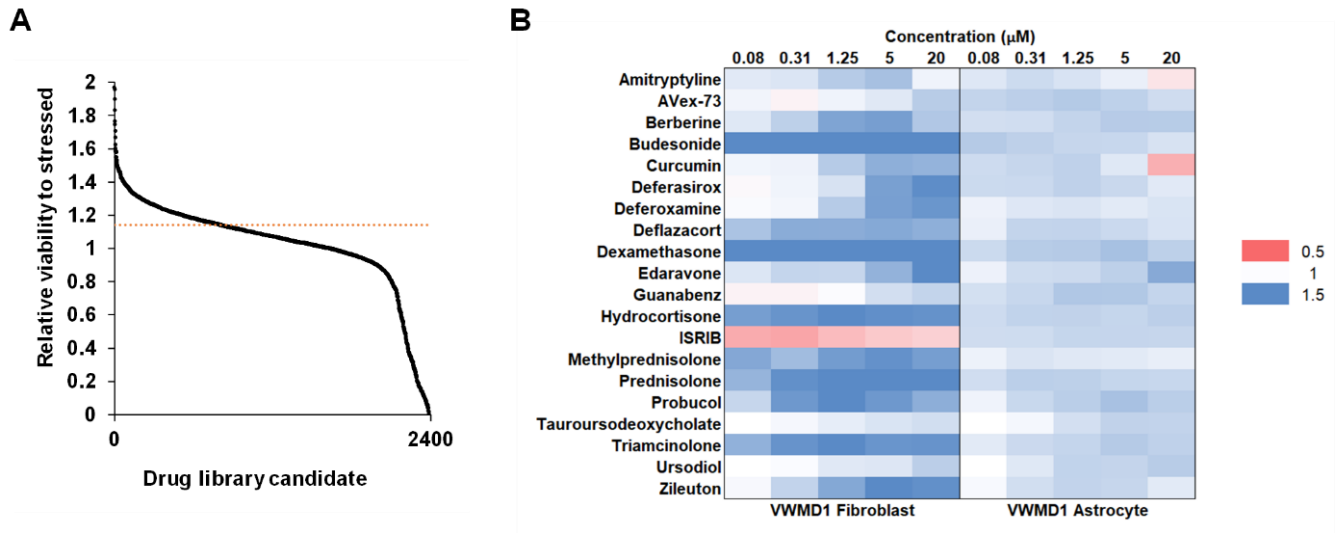 A
Relative viability to stressed
2
1.8
1.6
1.4
1.2
1
0.8
0.6
0.4
0.2
0
0
2400
Drug library candidate
B
Concentration (μM)
0.08 0.31 1.25 5 20 0.08 0.31 1.25 5 20
Amitryptyline
AVex-73
Berberine
Budesonide
Curcumin
Deferasirox
Deferoxamine
Deflazacort
Dexamethasone
Edaravone
Guanabenz
Hydrocortisone
ISRIB
Methylprednisolone
Prednisolone
Probucol
Tauroursodeoxycholate
Triamcinolone
Ursodiol
Zileuton
VWMD1 Fibroblast VWMD1 Astrocyte
0.5
1
1.5